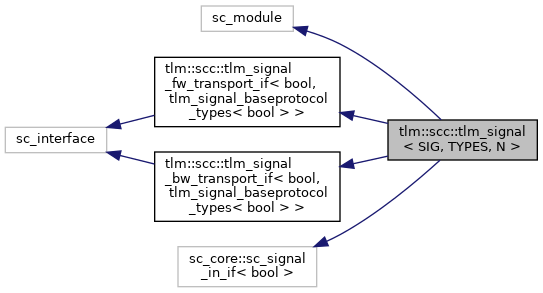 sc_module
tlm::scc::tlm_signal
_fw_transport_if< bool,
tlm_signal_baseprotocol
_types< bool > >
sc_interface
tlm::scc::tlm_signal
< SIG, TYPES, N >
tlm::scc::tlm_signal
_bw_transport_if< bool,
tlm_signal_baseprotocol
_types< bool > >
sc_core::sc_signal
_in_if< bool >